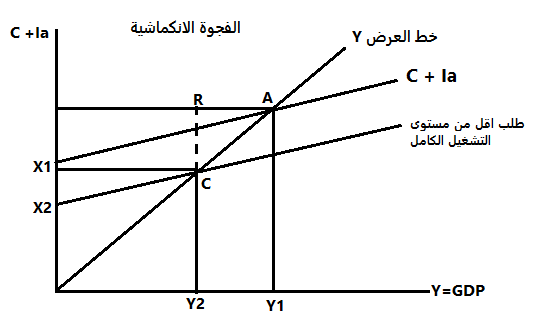 الفجوة الانكماشية
C +Ia
خط العرض Y
C + Ia
R
A
طلب اقل من مستوى
التشغيل الكامل
X1
C
X2
Y=GDP
Y2
Y1